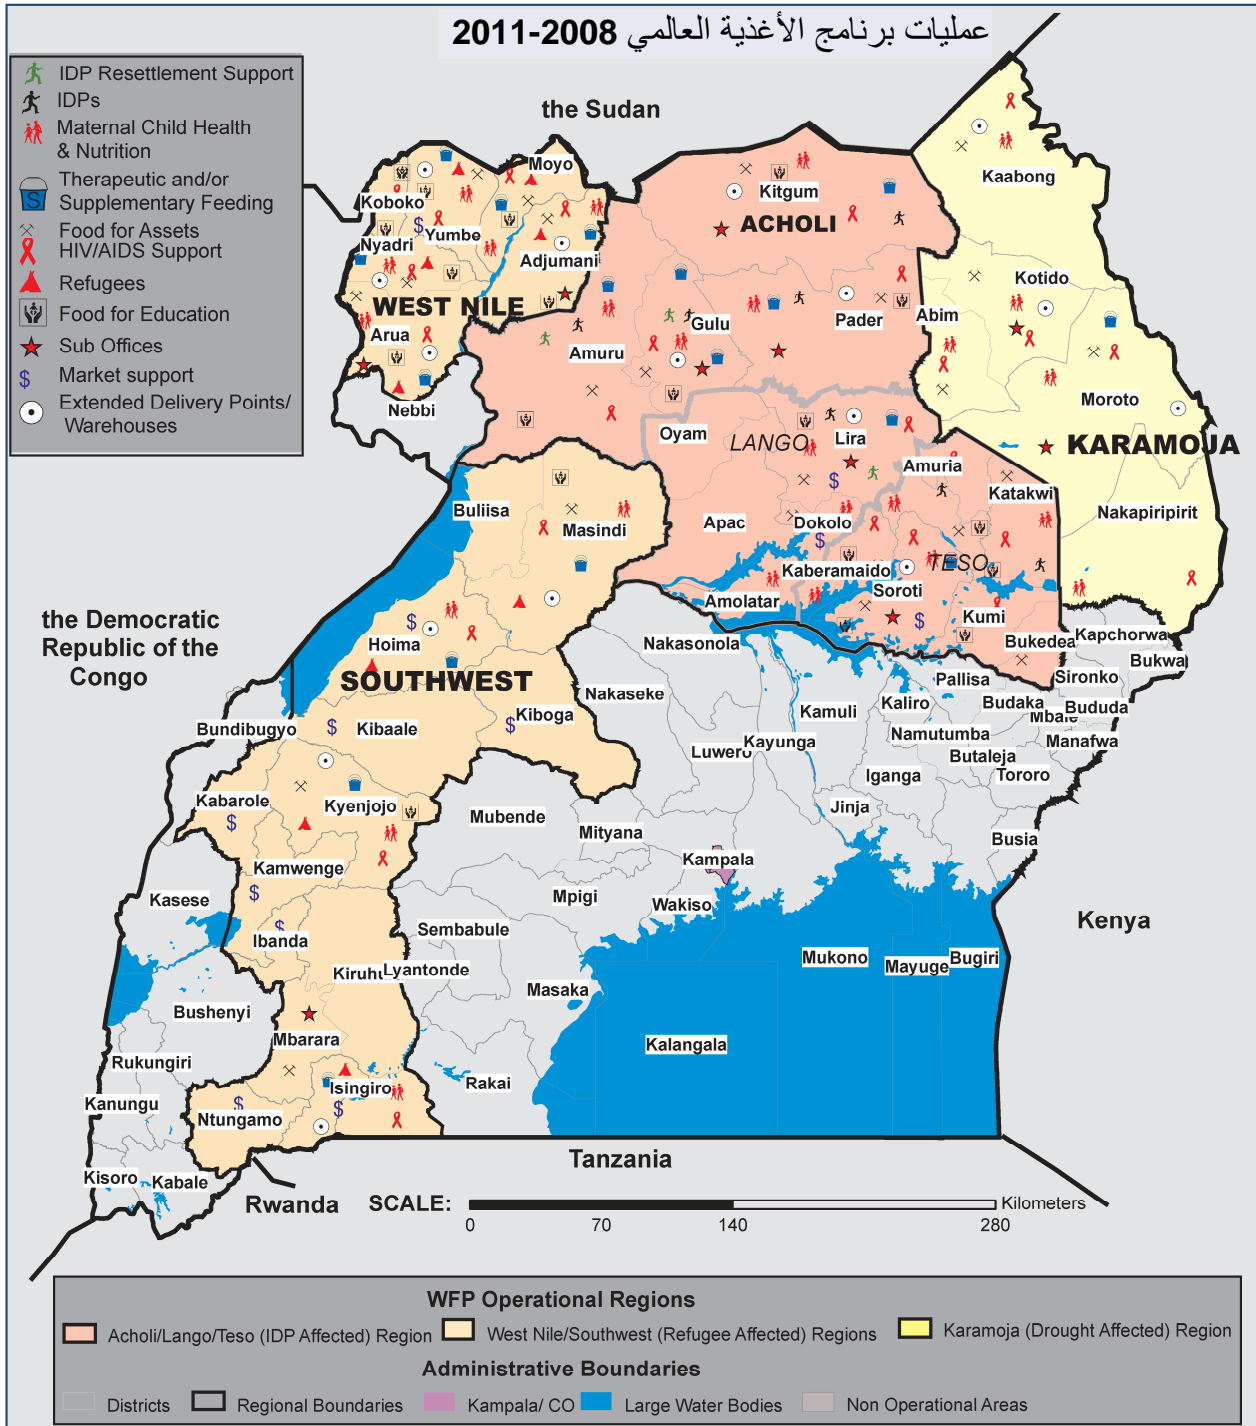 عمليات برنامج الأغذية العالمي 2008-2011
IDP Resettlement Support
IDPs
Maternal Child Health
& Nutrition
Therapeutic and/or
Supplementary Feeding
Food for Assets
HIV/AIDS Support
Refugees
Food for Education
Sub Offices
Market support
Extended Delivery Points/
Warehouses
the Sudan
Moyo
Koboko
Yumbe
Nyadri
Adjumani
WEST NILE
Arua
Nebbi
Kitgum
ACHOLI
Gulu
Pader
Amuru
Kaabong
Kotido
Abim
Moroto
KARAMOJA
Nakapiripirit
Oyam
LANGO
Lira
Amuria
Katakwi
Apac
Dokolo
Kaberamaido
TESO
Soroti
Amolatar
Kumi
Bukedea
Buliisa
Masindi
Hoima
SOUTHWEST
Kiboga
Kibaale
Bundibugyo
Kabarole
Kyenjojo
Kamwenge
Kasese
Ibanda
Kiruhu
Lyantonde
Bushenyi
Mbarara
Rukungiri
Isingiro
Kanungu
Ntungamo
Kisoro
Kabale
the Democratic
Republic of the
Congo
Nakasonola
Nakaseke
Luwero
Kayunga
Kamuli
Kaliro
Pallisa
Kapchorwa
Bukwa
Sironko
Budaka
Bududa
Mbale
Namutumba
Manafwa
Butaleja
Tororo
Iganga
Jinja
Busia
Mubende
Mityana
Kampala
Mpigi
Wakiso
Sembabule
Masaka
Mukono
Mayuge
Bugiri
Kalangala
Rakai
Kenya
Tanzania
Rwanda
SCALE:
Kilometers
0 70 140 280
WFP Operational Regions
Acholi/Lango/Teso (IDP Affected) Region
West Nile/Southwest (Refugee Affected) Regions
Karamoja (Drought Affected) Region
Administrative Boundaries
Districts
Regional Boundaries
Kampala/ CO
Large Water Bodies
Non Operational Areas